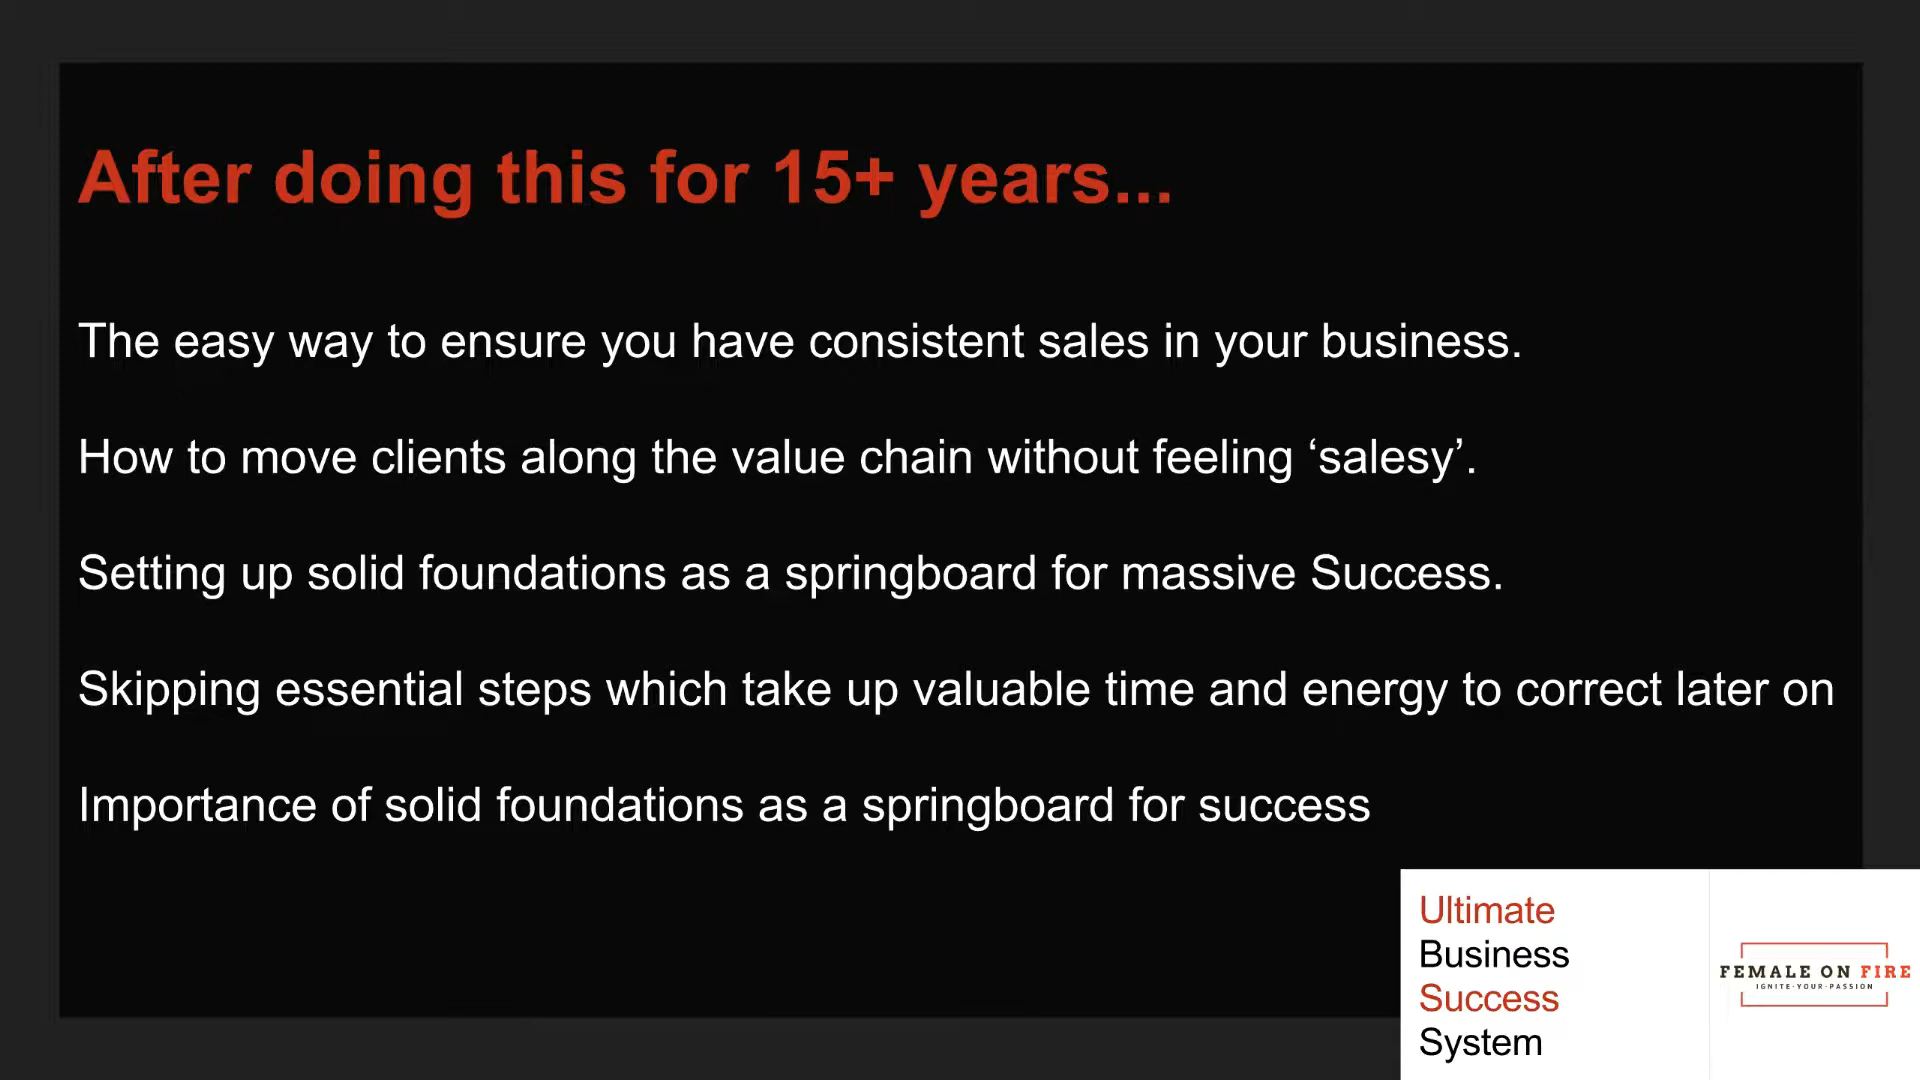 After doing this for 15+ years...
The easy way to ensure you have consistent sales in your business.
How to move clients along the value chain without feeling ‘salesy’.
Setting up solid foundations as a springboard for massive Success.
Skipping essential steps which take up valuable time and energy to correct later on
Importance of solid foundations as a springboard for success
Ultimate
Business
Success
System
FEMALE ON FIRE
IGNITE·YOUR·PASSION